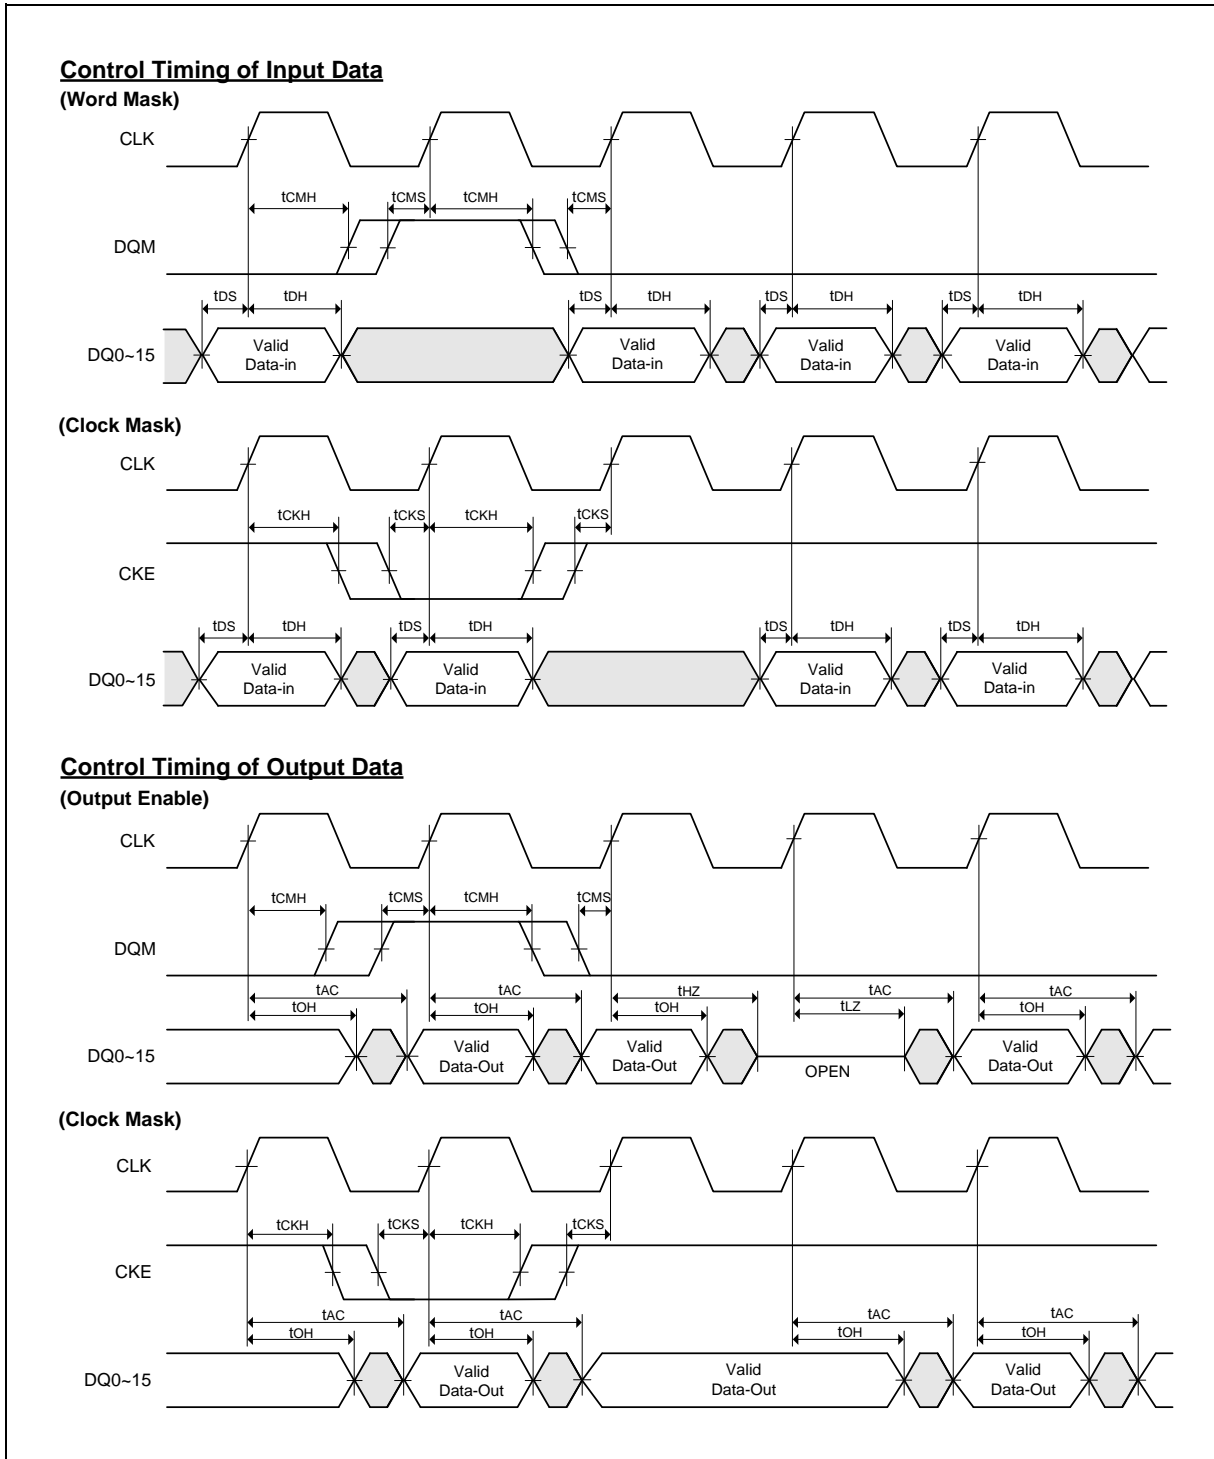 Control Timing of Input Data
(Word Mask)
CLK
tCMH tCMS tCMH tCMS
DQM
tDS tDH tDS tDH tDS tDH tDS tDH
DQ0~15
Valid Data-in
Valid Data-in
Valid Data-in
Valid Data-in
(Clock Mask)
CLK
tCKH tCKS tCKH tCKS
CKE
tDS tDH tDS tDH tDS tDH tDS tDH
DQ0~15
Valid Data-in
Valid Data-in
Valid Data-in
Valid Data-in
Control Timing of Output Data
(Output Enable)
CLK
tCMH tCMS tCMH tCMS
DQM
tAC tAC tHZ tAC tAC
tOH tOH tOH tLZ tOH
DQ0~15
Valid Data-Out
Valid Data-Out
OPEN
Valid Data-Out
(Clock Mask)
CLK
tCKH tCKS tCKH tCKS
CKE
tAC tAC tAC tAC
tOH tOH tOH tOH
DQ0~15
Valid Data-Out
Valid Data-Out
Valid Data-Out